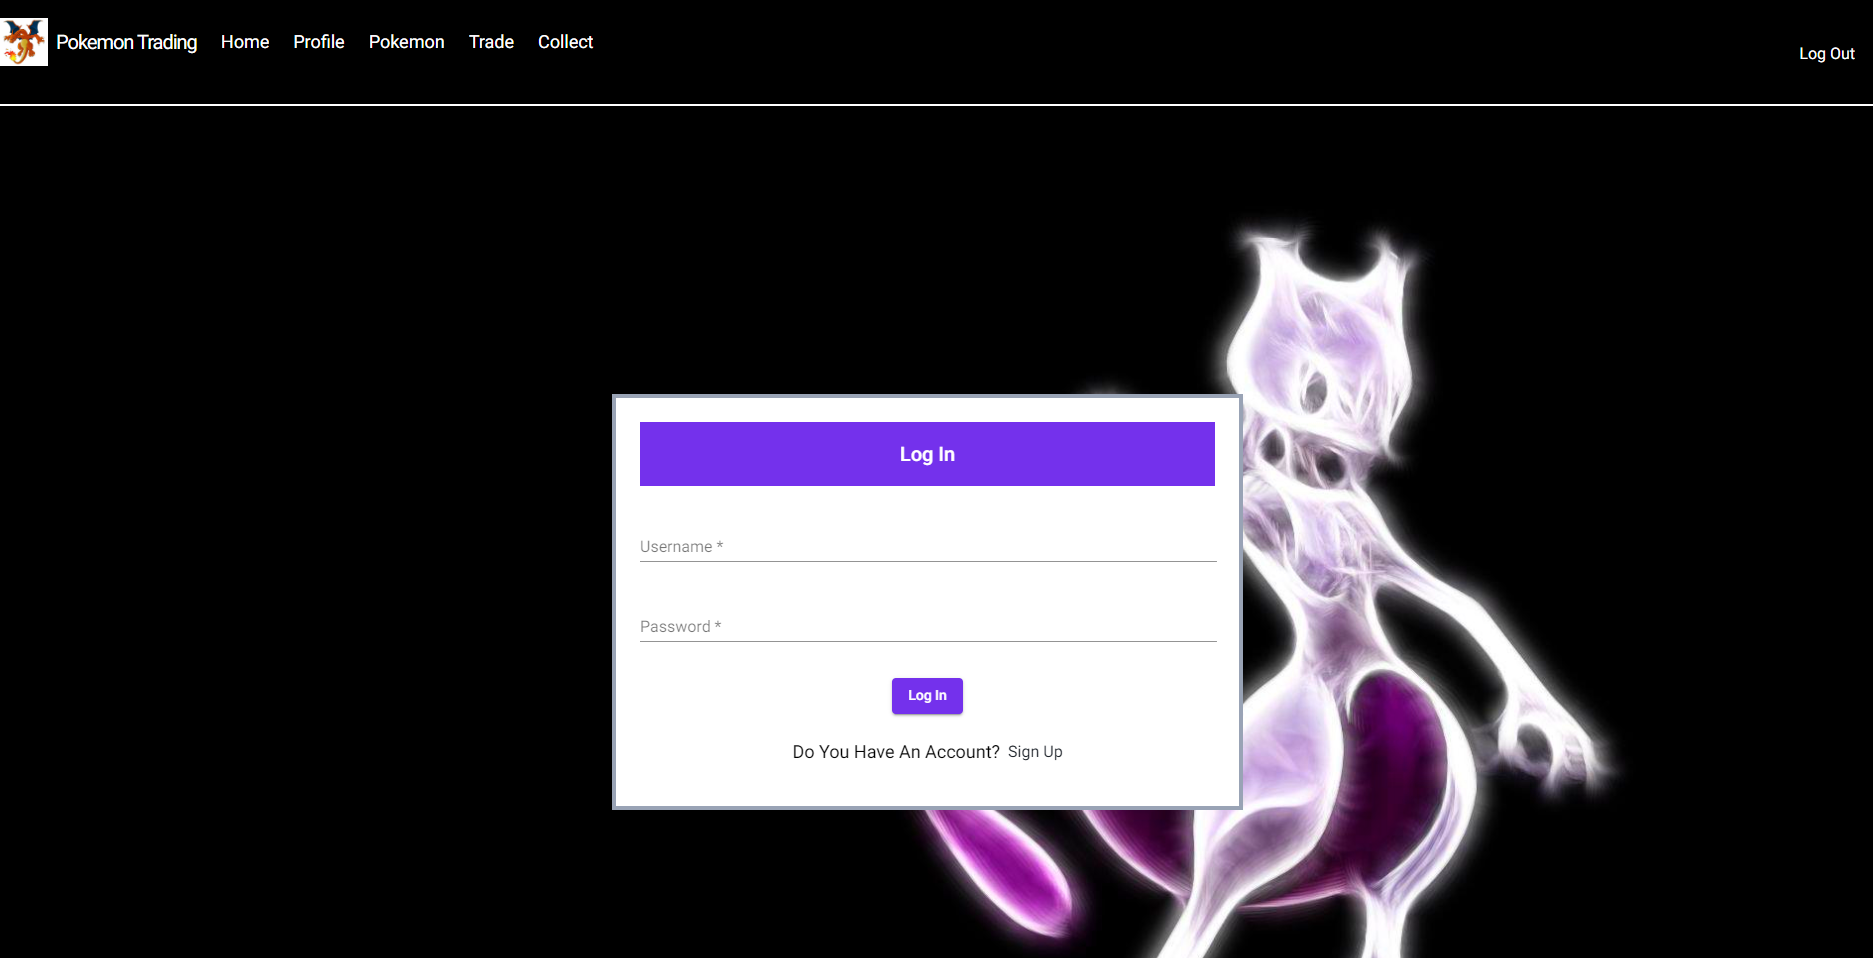 Pokemon Trading Home Profile Pokemon Trade Collect
Log Out
Log In
Username *
Password *
Log In
Do You Have An Account? Sign Up